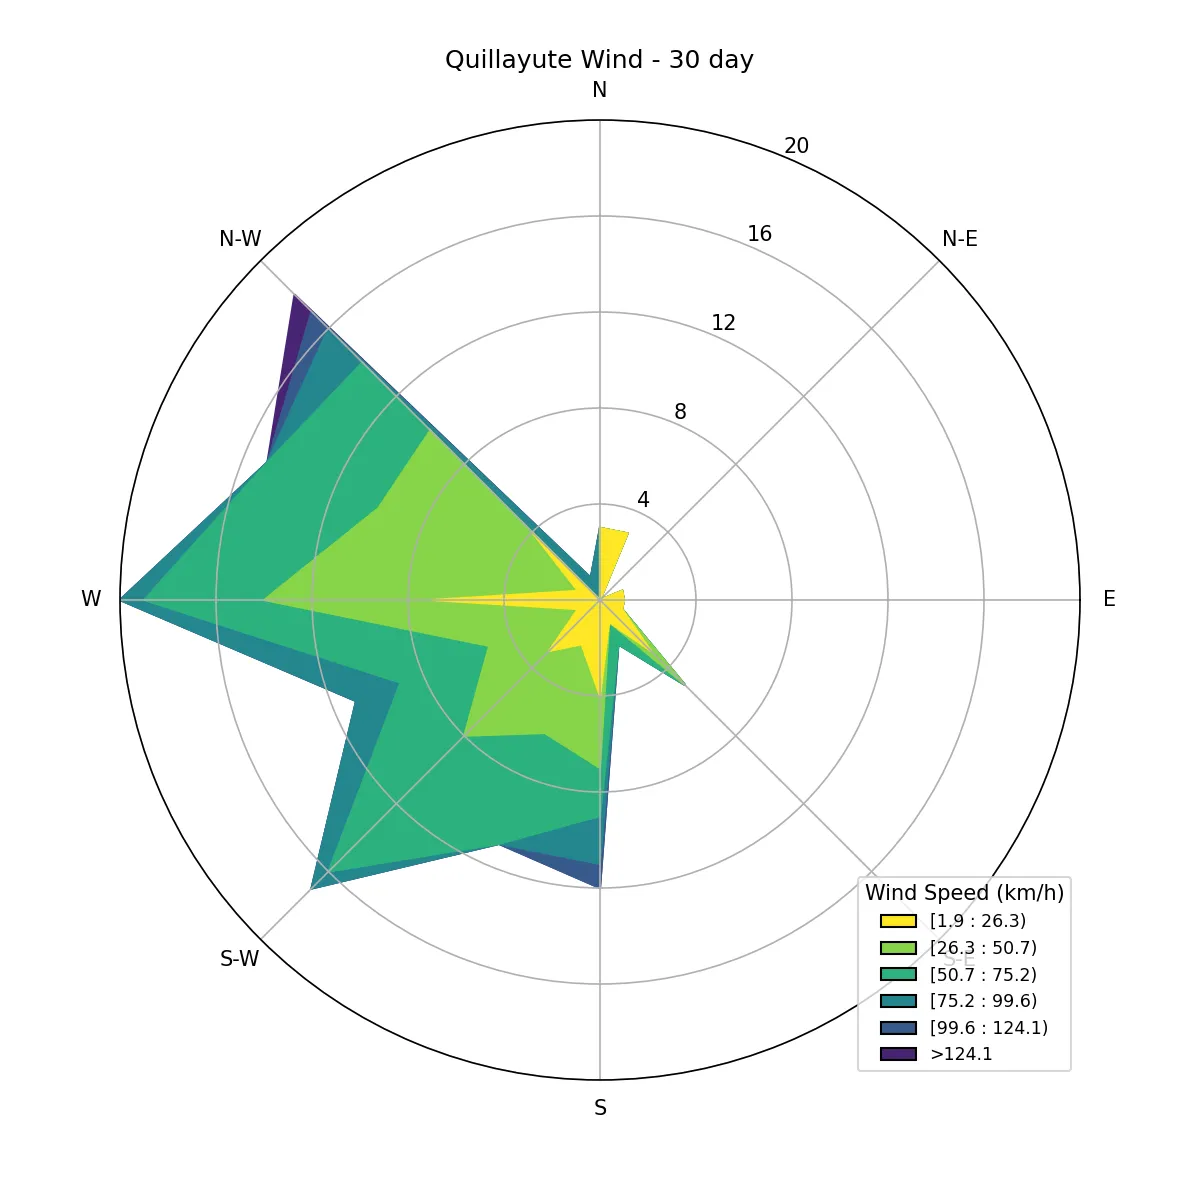 Quillayute Wind - 30 day
N
20
N-W
N-E
16
12
8
4
W
E
Wind Speed (km/h)
[1.9 : 26.3)
[26.3 : 50.7)
S-W
S-E
[50.7 : 75.2)
[75.2 : 99.6)
[99.6 : 124.1)
>124.1
S